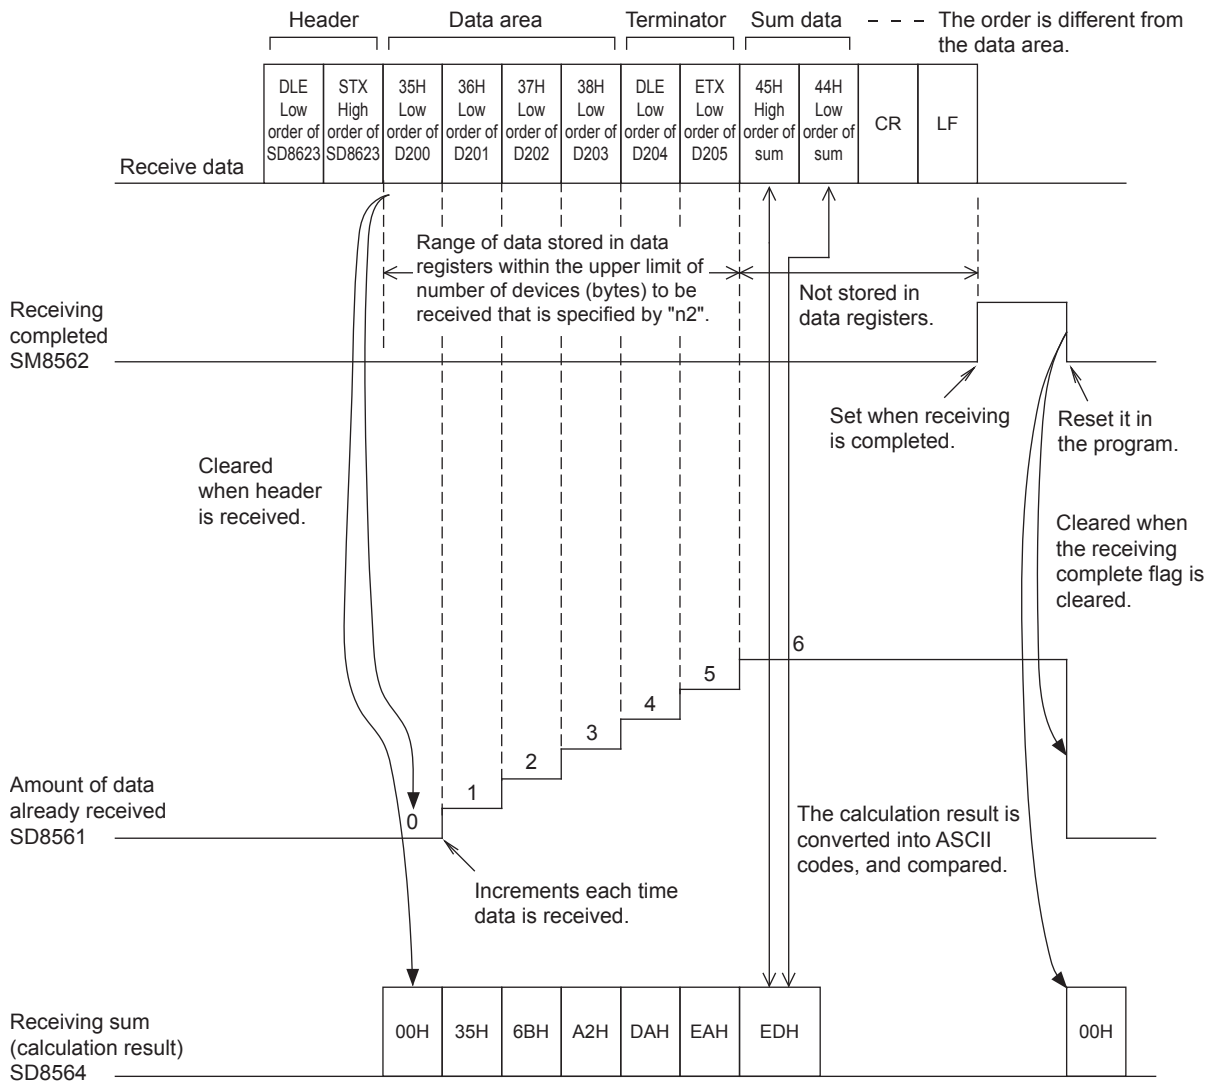 Header Data area Terminator Sum data The order is different from
the data area.
DLE STX 35H 36H 37H 38H DLE ETX 45H 44H
Low High Low Low Low Low Low Low High Low CR LF
order of order of order of order of order of order of order of order of order of order of
SD8623 SD8623 D200 D201 D202 D203 D204 D205 sum sum
Receive data
Range of data stored in data
registers within the upper limit of
number of devices (bytes) to be
received that is specified by "n2".
Not stored in
data registers.
Receiving
completed
SM8562
Set when receiving
is completed.
Reset it in
the program.
Cleared
when header
is received.
Cleared when
the receiving
complete flag is
cleared.
6
5
4
3
2
1
0
Amount of data
already received
SD8561
The calculation result is
converted into ASCII
codes, and compared.
Increments each time
data is received.
Receiving sum
(calculation result)
SD8564
00H 35H 6BH A2H DAH EAH EDH 00H